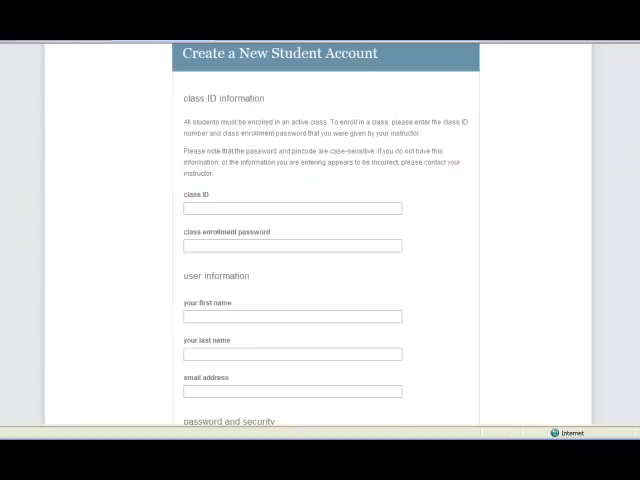 Create a New Student Account
class ID information
All students must be enrolled in an active class. To enroll in a class, please enter the class ID
number and class enrollment password that you were given by your instructor.
Please note that the password and pincode are case-sensitive. If you do not have this
information, or the information you are entering appears to be incorrect, please contact your
instructor.
class ID
class enrollment password
user information
your first name
your last name
email address
password and security
Internet